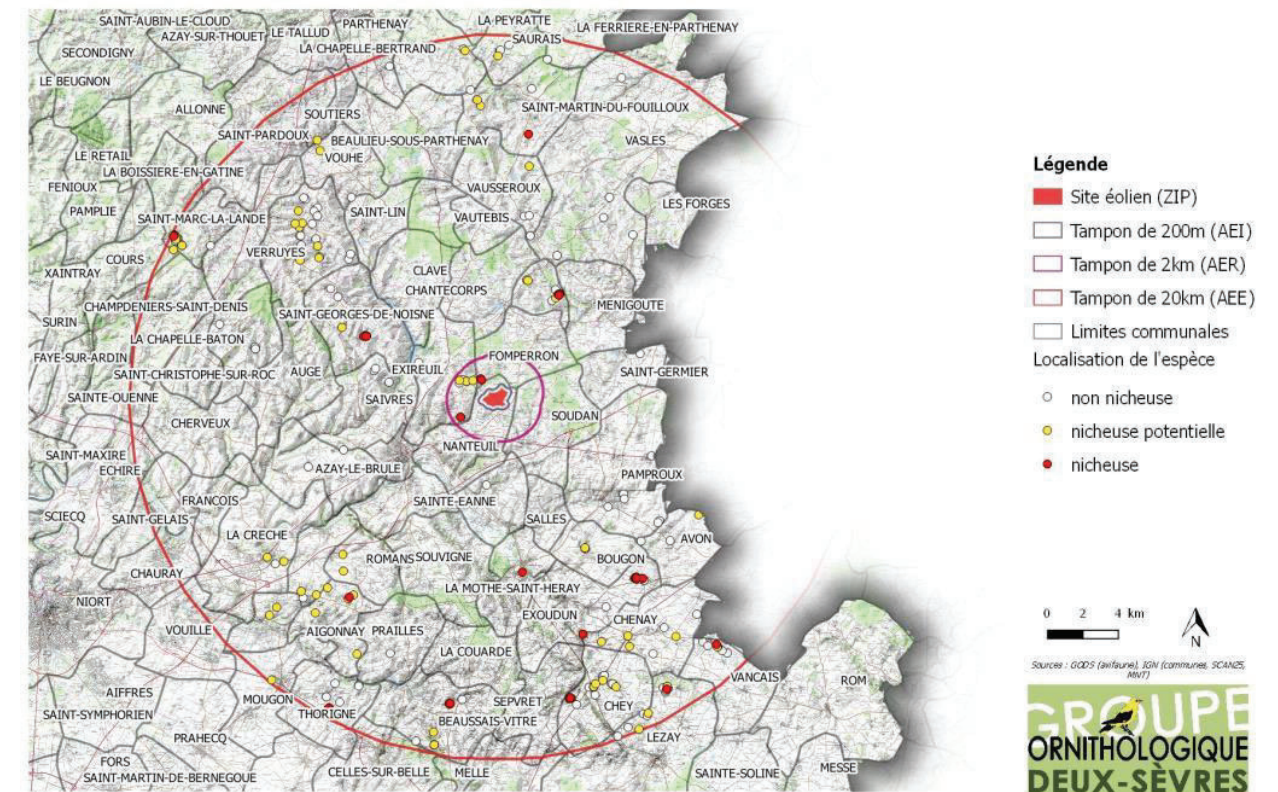 SAINT-AUBIN-LE-CLOUD
PARTHENAY
LA PEYRATTE
LA FERRIERE-EN-PARTHENAY
AZAY-SUR-THOUET
LE TALLUD
SAURAIS
SECONDIGNY
LA CHAPELLE-BERTRAND
LE BEUGNON
ALLONNE
SOUTIERS
SAINT-MARTIN-DU-FOUILLOUX
SAINT-PARDOUX
BEAULIEU-SOUS-PARTHENAY
VASLES
LE RETAIL
VOUHE
LA BOISSIERE-EN-GATINE
FENIOUX
VAUSSEROUX
PAMPLIE
SAINT-MARC-LA-LANDE
SAINT-LIN
VAUTEBIS
LES FORGES
COURS
VERRUYES
XAINTRAY
CLAVE
CHANTECORPS
CHAMPDENIERS-SAINT-DENIS
SAINT-GEORGES-DE-NOISNE
MENIGOUTE
SURIN
LA CHAPELLE-BATON
FAYE-SUR-ARDIN
FOMPERRON
SAINT-CHRISTOPHE-SUR-ROC
AUGE
EXIREUIL
SAINT-GERMIER
SAINTE-OUENNE
SAIVRES
CHERVEUX
SOUDAN
SAINT-MAXIRE
NANTEUIL
ECHIRE
AZAY-LE-BRULE
PAMPROUX
FRANCOIS
SAINTE-EANNE
SCIECQ
SAINT-GELAIS
SALLES
LA CRECHE
AVON
ROMANS
SOUVIGNE
BOUGON
CHAURAY
LA MOTHE-SAINT-HERAY
NIORT
EXOUDUN
CHENAY
VOUILLE
AIGONNAY
PRAILLES
LA COUARDE
VANCAIS
ROM
AIFFRES
MOUGON
SEPVRET
CHEY
SAINT-SYMPHORIEN
THORIGNE
BEAUSSAIS-VITRE
PRAHECQ
LEZAY
FORS
CELLES-SUR-BELLE
MELLE
SAINTE-SOLINE
MESSE
SAINT-MARTIN-DE-BERNEGOUE
Légende
Site éolien (ZIP)
Tampon de 200m (AEI)
Tampon de 2km (AER)
Tampon de 20km (AEE)
Limites communales
Localisation de l'espèce
non nicheuse
nicheuse potentielle
nicheuse
0 2 4 km
N
Sources : GODS (avifaune), IGN (communes, SCAN25,
MNT)
GROUPE
ORNITHOLOGIQUE
DEUX-SÈVRES